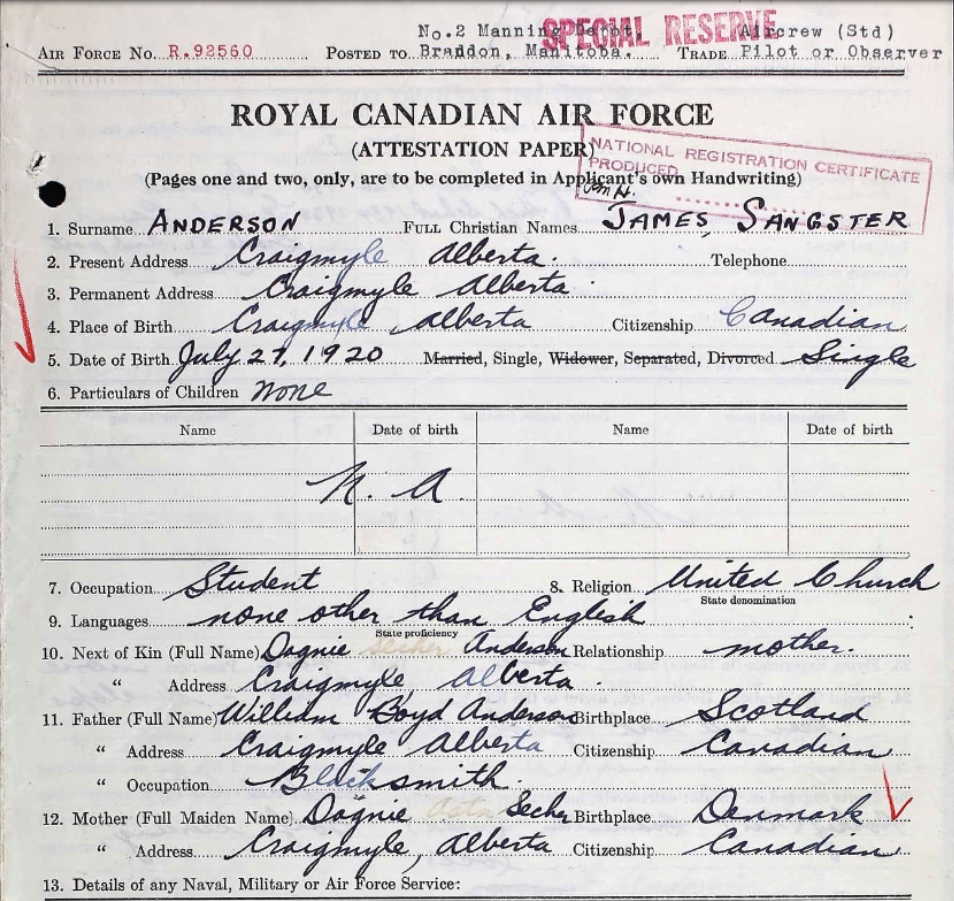 No.2 Manning Depot, SPECIAL RESERVE Aircrew (Std)
AIR FORCE NO. R.92560 POSTED TO Brandon, Manitoba. TRADE Pilot or Observer
ROYAL CANADIAN AIR FORCE
(ATTESTATION PAPER)
NATIONAL REGISTRATION CERTIFICATE
PRODUCED
(Pages one and two, only, are to be completed in Applicant's own Handwriting)
1. Surname ANDERSON FULL Christian Names JAMES, SANGSTER
2. Present Address Craigmyle Alberta. Telephone
3. Permanent Address Craigmyle Alberta
4. Place of Birth Craigmyle, Alberta Citizenship Canadian
5. Date of Birth July 27, 1920 Married, Single, Widower, Separated, Divorced Single
6. Particulars of Children none
Name Date of birth Name Date of birth
N. A.
7. Occupation Student 8. Religion United Church
State denomination
9. Languages none other than English
State proficiency
10. Next of Kin (Full Name) Dagnie Secher Anderson Relationship mother.
" Address Craigmyle, Alberta.
11. Father (Full Name) William Boyd Anderson Birthplace Scotland
" Address Craigmyle Alberta Citizenship Canadian
" Occupation Blacksmith.
12. Mother (Full Maiden Name) Dagnie Asta Secher Birthplace Denmark
" Address Craigmyle, Alberta Citizenship Canadian
13. Details of any Naval, Military or Air Force Service: